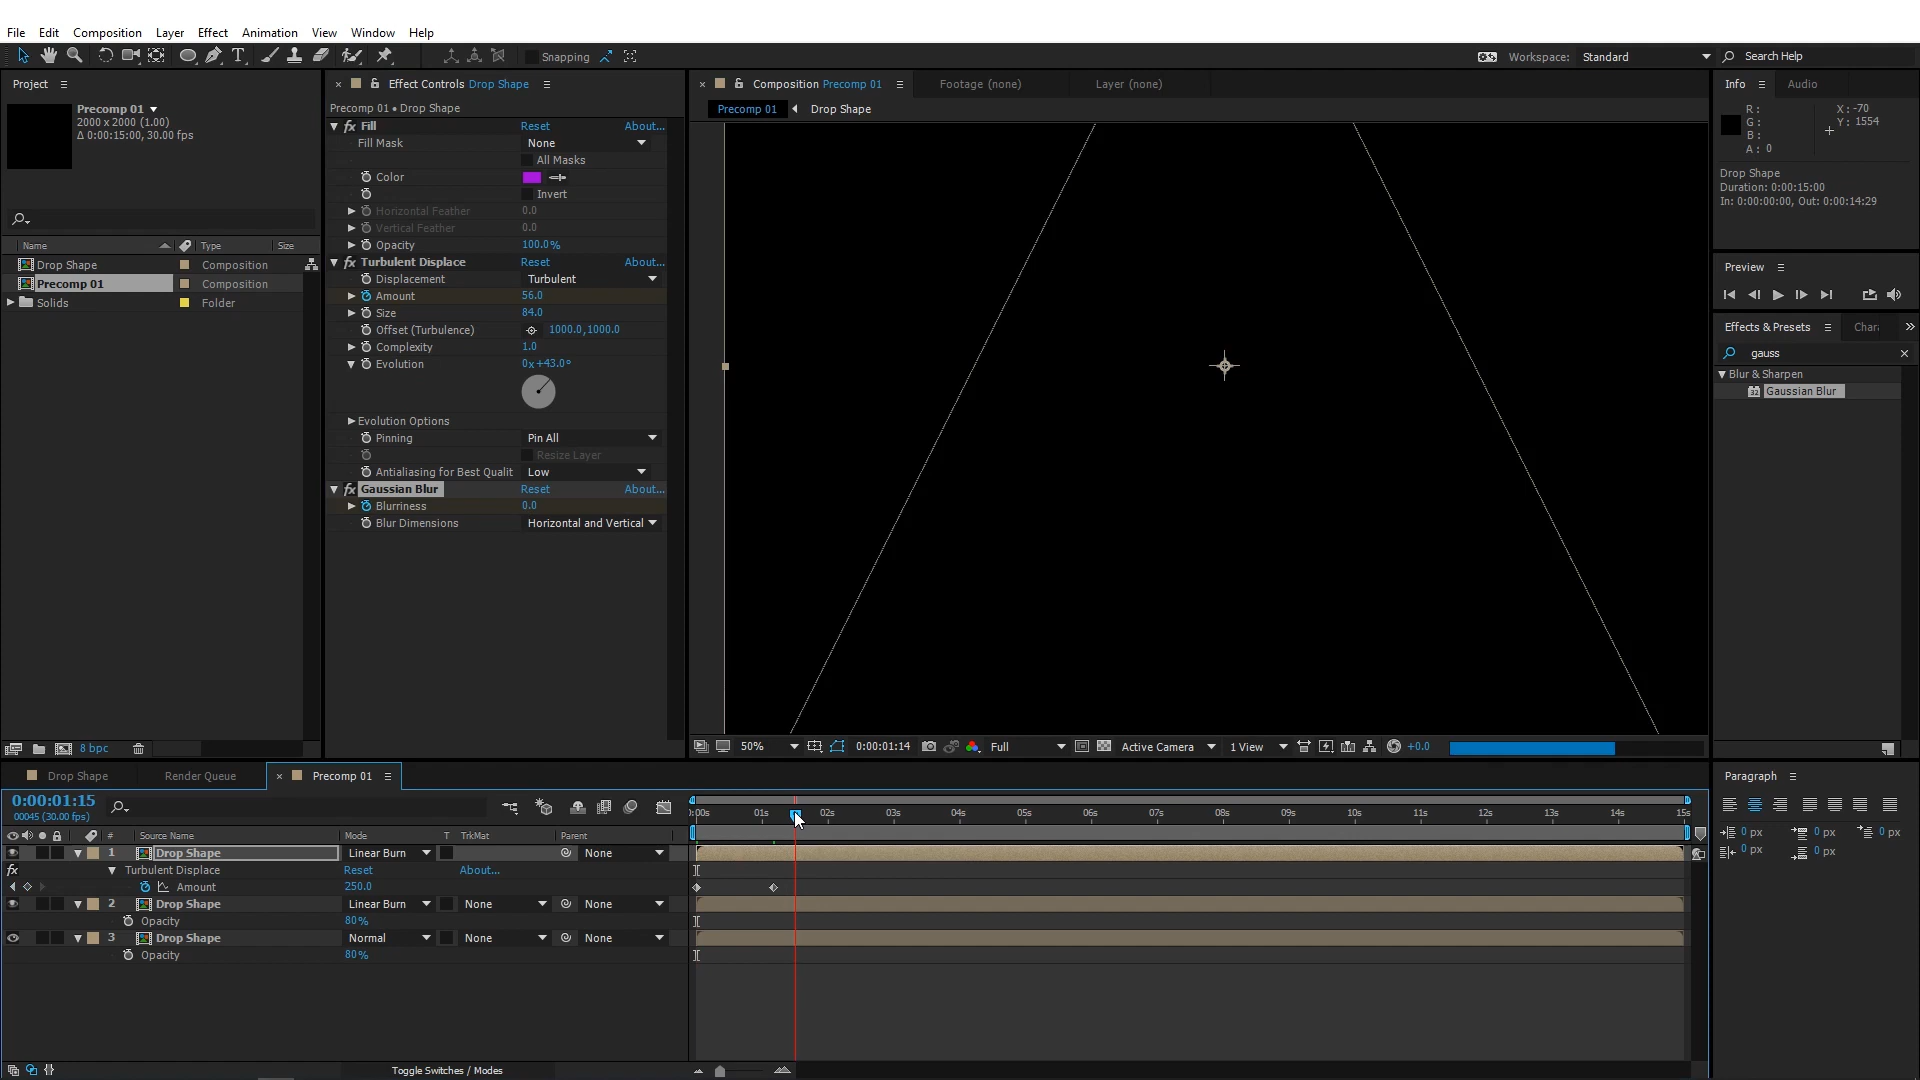 File Edit Composition Layer Effect Animation View Window Help
Snapping
Workspace: Standard
Search Help
Project
Precomp 01
2000 x 2000 (1.00)
Δ 0:00:15:00, 30.00 fps
Name Type Size
Drop Shape Composition
Precomp 01 Composition
Solids Folder
8 bpc
Effect Controls Drop Shape
Precomp 01 • Drop Shape
fx Fill Reset About...
Fill Mask None
All Masks
Color
Invert
Horizontal Feather 0.0
Vertical Feather 0.0
Opacity 100.0%
fx Turbulent Displace Reset About...
Displacement Turbulent
Amount 56.0
Size 84.0
Offset (Turbulence) 1000.0,1000.0
Complexity 1.0
Evolution 0x+43.0°
Evolution Options
Pinning Pin All
Resize Layer
Antialiasing for Best Qualit Low
fx Gaussian Blur Reset About...
Blurriness 0.0
Blur Dimensions Horizontal and Vertical
Composition Precomp 01 Footage (none) Layer (none)
Precomp 01 Drop Shape
50% 0:00:01:14 Full Active Camera 1 View +0.0
Info Audio
R: X: -70
G: Y: 1554
B:
A: 0
Drop Shape
Duration: 0:00:15:00
In: 0:00:00:00, Out: 0:00:14:29
Preview
Effects & Presets Chara
gauss
Blur & Sharpen
32 Gaussian Blur
Drop Shape Render Queue Precomp 01
0:00:01:15
00045 (30.00 fps)
):00s 01s 02s 03s 04s 05s 06s 07s 08s 09s 10s 11s 12s 13s 14s 15s
# Source Name Mode T TrkMat Parent
1 Drop Shape Linear Burn None
fx Turbulent Displace Reset About...
Amount 250.0
2 Drop Shape Linear Burn None None
Opacity 80%
3 Drop Shape Normal None None
Opacity 80%
Toggle Switches / Modes
Paragraph
0 px 0 px 0 px
0 px 0 px